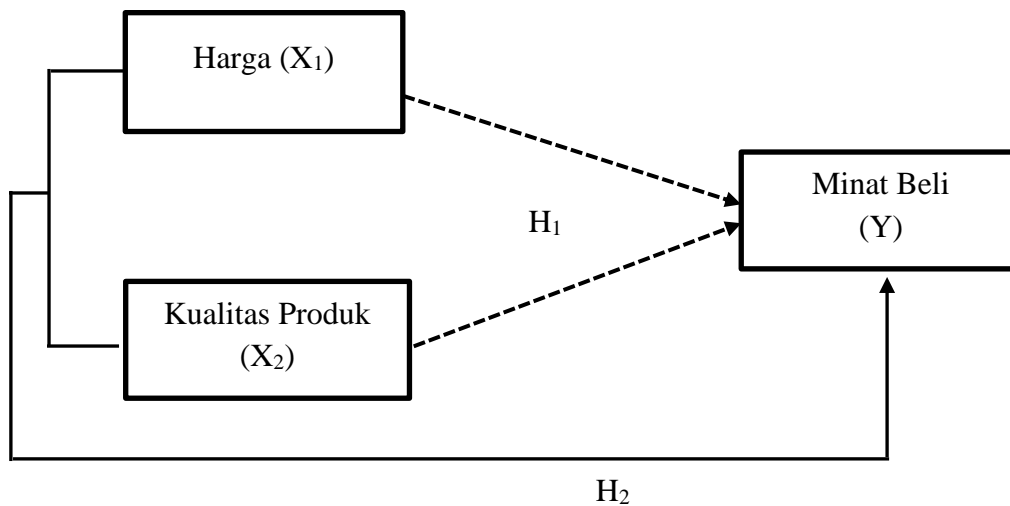 Harga (X₁)
Minat Beli
(Y)
H₁
Kualitas Produk
(X₂)
H₂